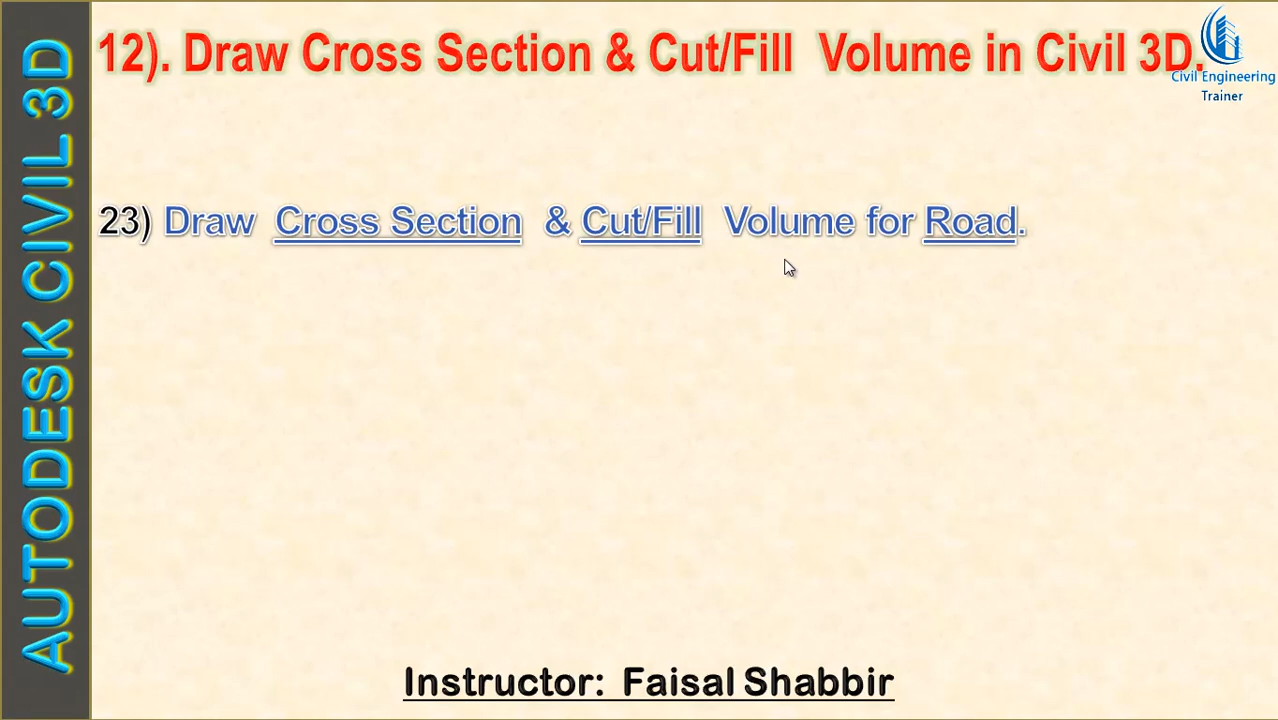 AUTODESK CIVIL 3D
12). Draw Cross Section & Cut/Fill Volume in Civil 3D.
Civil Engineering
Trainer
23) Draw Cross Section & Cut/Fill Volume for Road.
Instructor: Faisal Shabbir